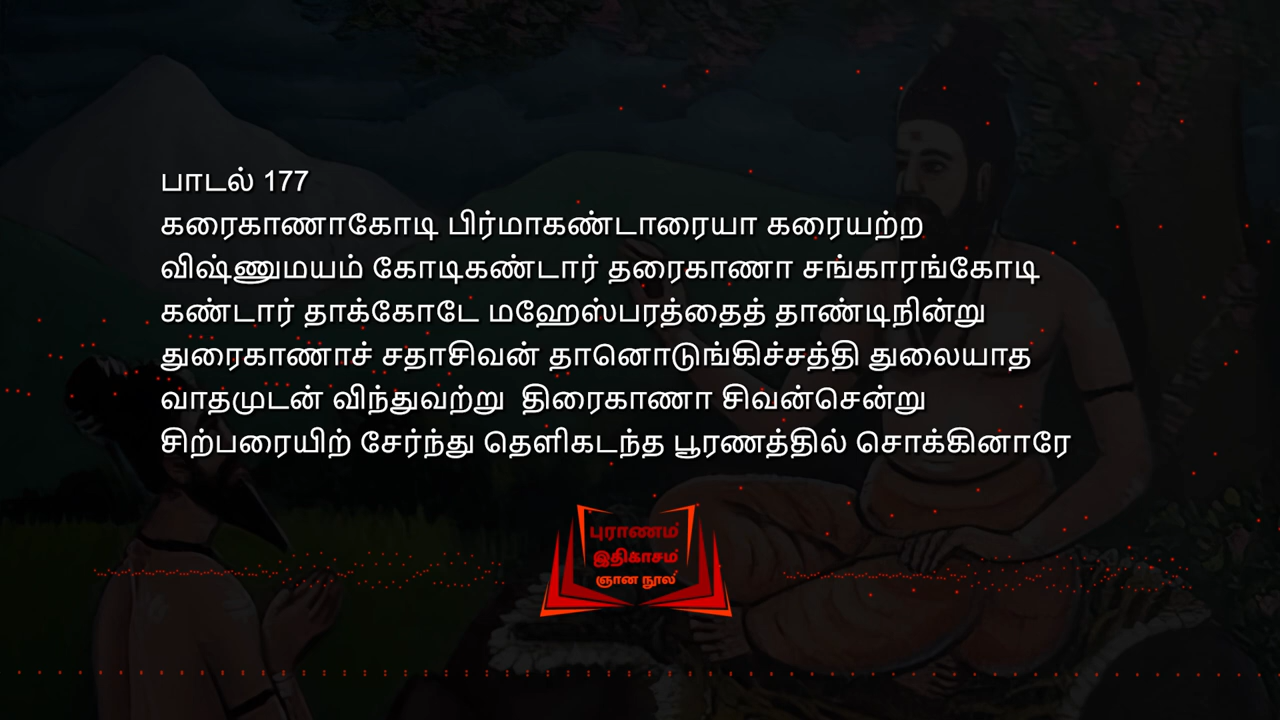 பாடல் 177
கரைகாணாகோடி பிர்மாகண்டாரையா கரையற்ற
விஷ்ணுமயம் கோடிகண்டார் தரைகாணா சங்காரங்கோடி
கண்டார் தாக்கோடே மஹேஸ்பரத்தைத் தாண்டிநின்று
துரைகாணாச் சதாசிவன் தானொடுங்கிச்சத்தி துலையாத
வாதமுடன் விந்துவற்று திரைகாணா சிவன்சென்று
சிற்பரையிற் சேர்ந்து தெளிகடந்த பூரணத்தில் சொக்கினாரே
புராணம்
இதிகாசம்
ஞான நூல்